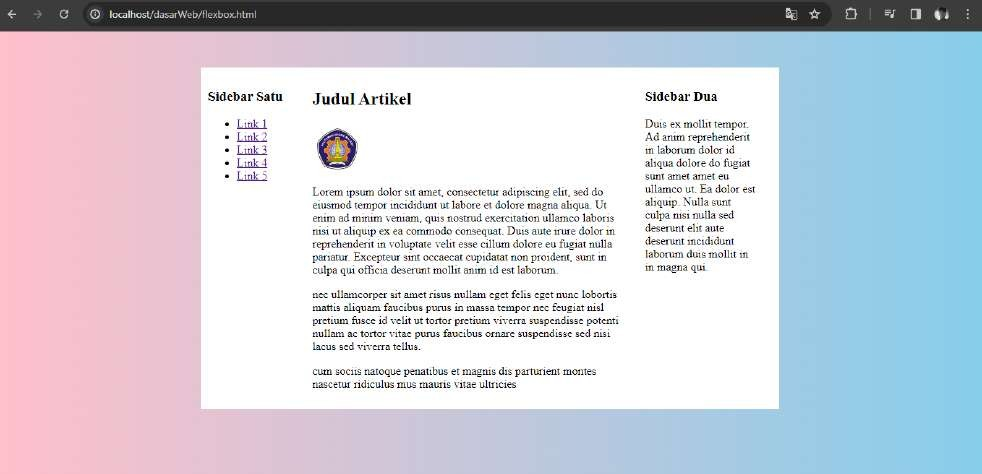 localhost/dasarWeb/flexbox.html
Sidebar Satu
Link 1
Link 2
Link 3
Link 4
Link 5
Judul Artikel
Lorem ipsum dolor sit amet, consectetur adipiscing elit, sed do
eiusmod tempor incididunt ut labore et dolore magna aliqua. Ut
enim ad minim veniam, quis nostrud exercitation ullamco laboris
nisi ut aliquip ex ea commodo consequat. Duis aute irure dolor in
reprehenderit in voluptate velit esse cillum dolore eu fugiat nulla
pariatur. Excepteur sint occaecat cupidatat non proident, sunt in
culpa qui officia deserunt mollit anim id est laborum.
nec ullamcorper sit amet risus nullam eget felis eget nunc lobortis
mattis aliquam faucibus purus in massa tempor nec feugiat nisl
pretium fusce id velit ut tortor pretium viverra suspendisse potenti
nullam ac tortor vitae purus faucibus ornare suspendisse sed nisi
lacus sed viverra tellus.
cum sociis natoque penatibus et magnis dis parturient montes
nascetur ridiculus mus mauris vitae ultricies
Sidebar Dua
Duis ex mollit tempor.
Ad anim reprehenderit
in laborum dolor id
aliqua dolore do fugiat
sunt amet amet eu
ullamco ut. Ea dolor est
aliquip. Nulla sunt
culpa nisi nulla sed
deserunt elit aute
deserunt incididunt
laborum duis mollit in
in magna qui.